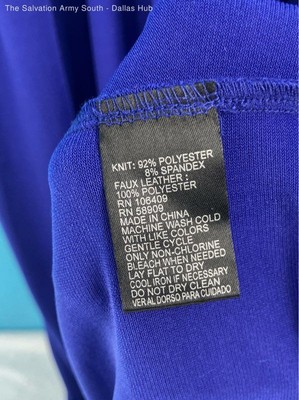 The Salvation Army South - Dallas Hub
KNIT: 92% POLYESTER
8% SPANDEX
FAUX LEATHER :
100% POLYESTER
RN 106409
RN 58909
MADE IN CHINA
MACHINE WASH COLD
WITH LIKE COLORS
GENTLE CYCLE
ONLY NON-CHLORINE
BLEACH WHEN NEEDED
LAY FLAT TO DRY
COOL IRON IF NECESSARY
DO NOT DRY CLEAN
VER AL DORSO PARA CUIDADO